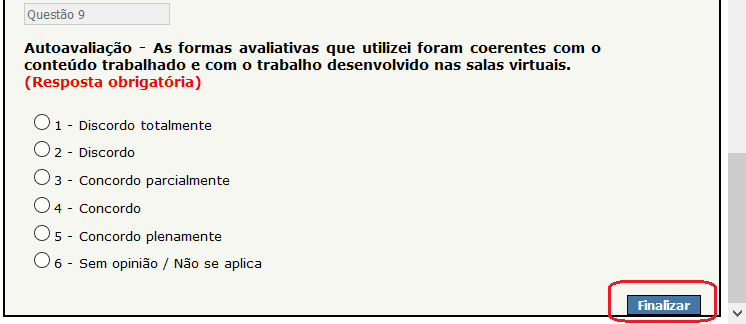 Questão 9
Autoavaliação - As formas avaliativas que utilizei foram coerentes com o
conteúdo trabalhado e com o trabalho desenvolvido nas salas virtuais.
(Resposta obrigatória)
1 - Discordo totalmente
2 - Discordo
3 - Concordo parcialmente
4 - Concordo
5 - Concordo plenamente
6 - Sem opinião / Não se aplica
Finalizar